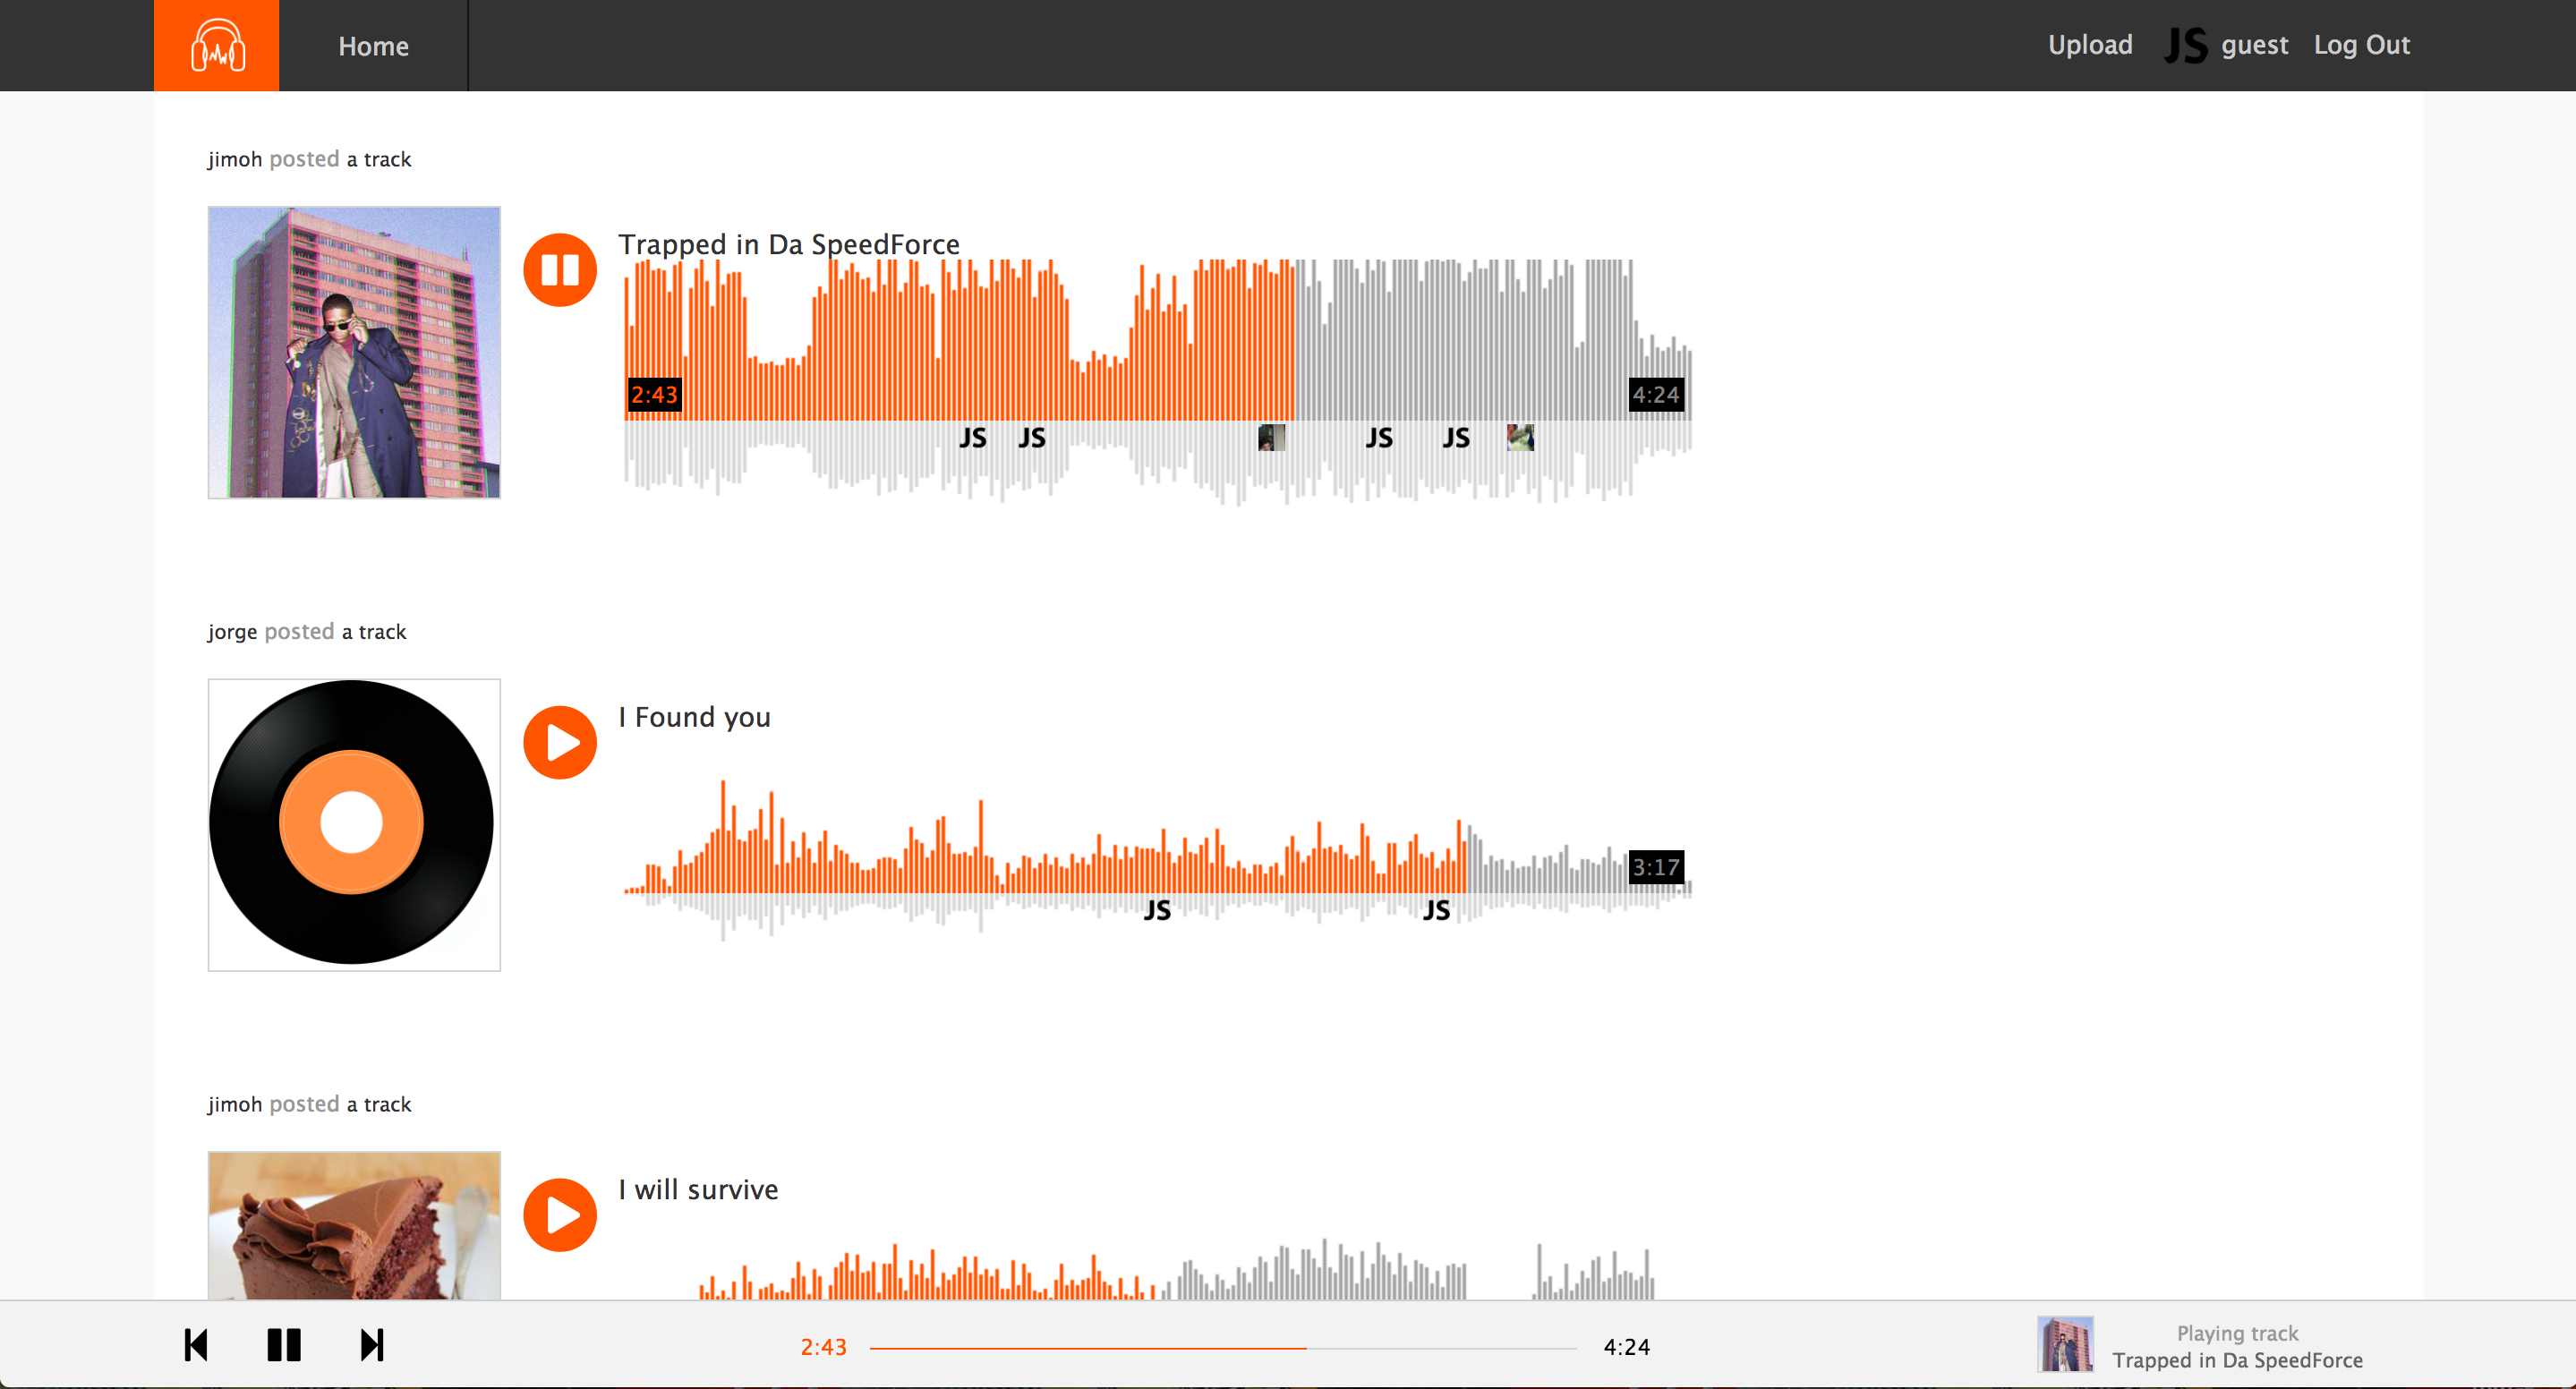 Home
Upload JS guest Log Out
jimoh posted a track
Trapped in Da SpeedForce
2:43 4:24
JS JS JS JS
jorge posted a track
I Found you
3:17
JS JS
jimoh posted a track
I will survive
2:43 4:24
Playing track
Trapped in Da SpeedForce